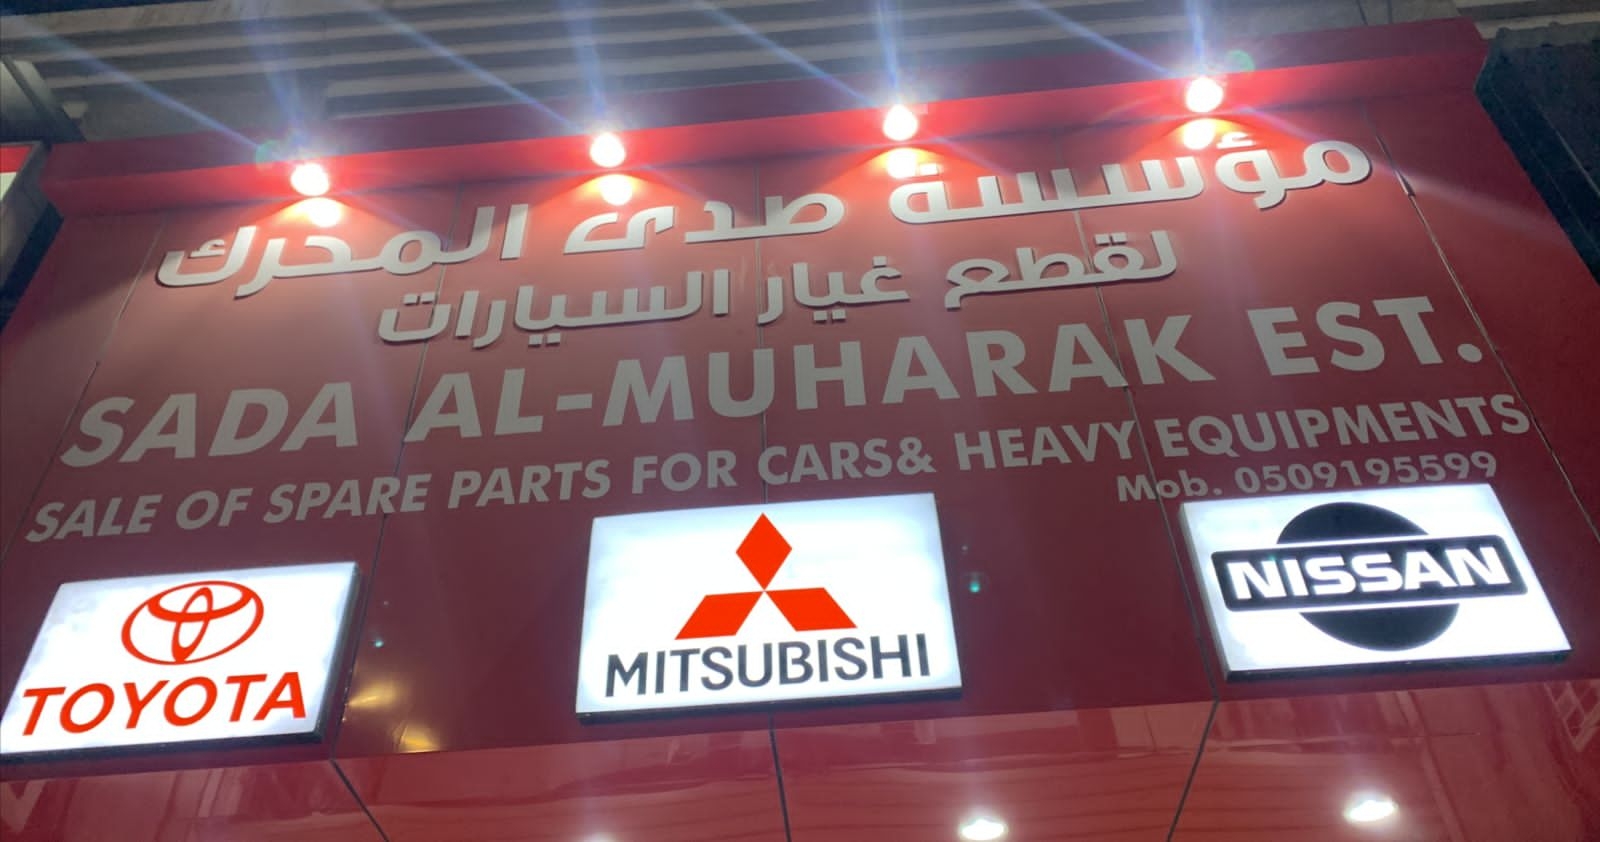 مؤسسة صدى المحرك
لقطع غيار السيارات
SADA AL-MUHARAK EST.
SALE OF SPARE PARTS FOR CARS& HEAVY EQUIPMENTS
Mob. 0509195599
TOYOTA
MITSUBISHI
NISSAN